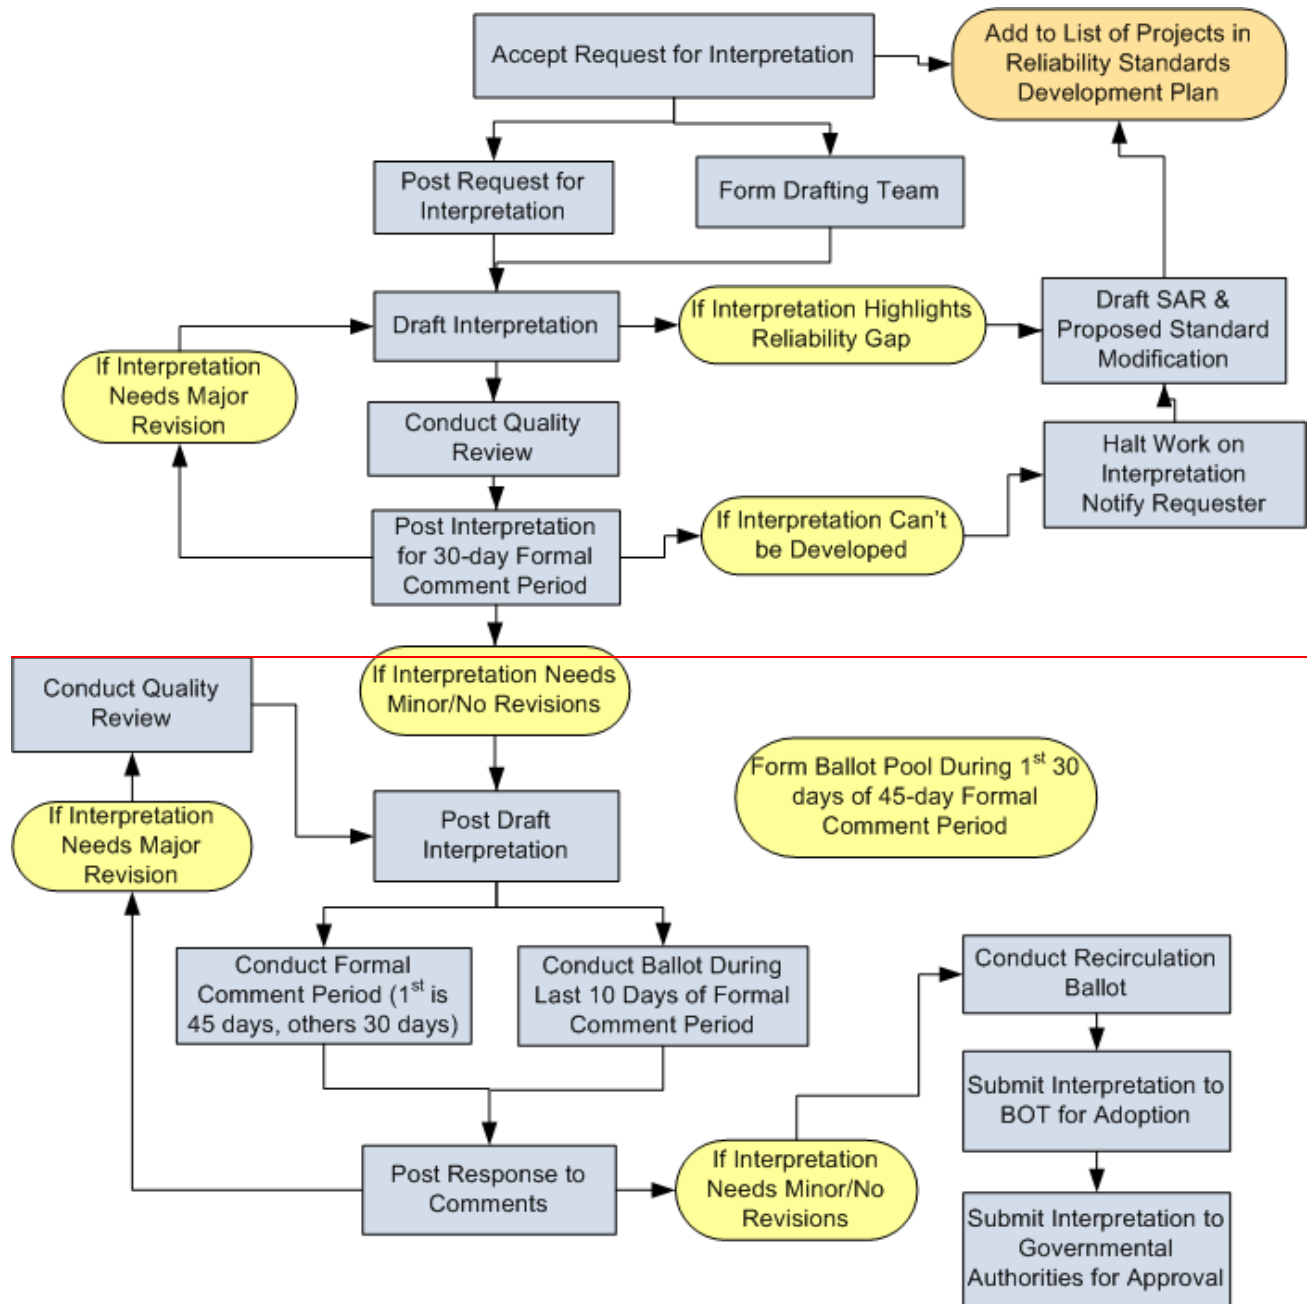 Accept Request for Interpretation
Add to List of Projects in
Reliability Standards
Development Plan
Post Request for
Interpretation
Form Drafting Team
Draft Interpretation
If Interpretation Highlights
Reliability Gap
Draft SAR &
Proposed Standard
Modification
If Interpretation
Needs Major
Revision
Conduct Quality
Review
Halt Work on
Interpretation
Notify Requester
Post Interpretation
for 30-day Formal
Comment Period
If Interpretation Can't
be Developed
If Interpretation Needs
Minor/No Revisions
Conduct Quality
Review
Form Ballot Pool During 1st 30
days of 45-day Formal
Comment Period
If Interpretation
Needs Major
Revision
Post Draft
Interpretation
Conduct Formal
Comment Period (1st is
45 days, others 30 days)
Conduct Ballot During
Last 10 Days of Formal
Comment Period
Conduct Recirculation
Ballot
Submit Interpretation to
BOT for Adoption
Post Response to
Comments
If Interpretation
Needs Minor/No
Revisions
Submit Interpretation to
Governmental
Authorities for Approval